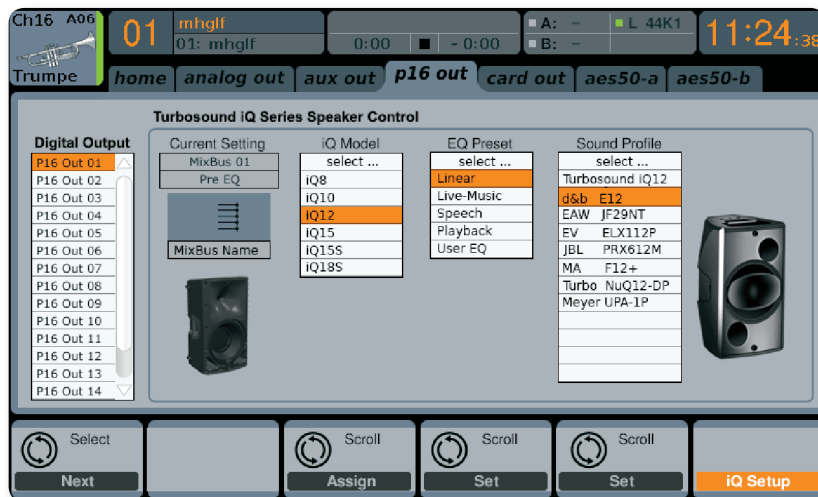 Ch16 A06
Trumpe
01
mhglf
01: mhglf
0:00 - 0:00
A: -
B: -
L 44K1
11:24:38
home analog out aux out p16 out card out aes50-a aes50-b
Turbosound iQ Series Speaker Control
Digital Output
P16 Out 01
P16 Out 02
P16 Out 03
P16 Out 04
P16 Out 05
P16 Out 06
P16 Out 07
P16 Out 08
P16 Out 09
P16 Out 10
P16 Out 11
P16 Out 12
P16 Out 13
P16 Out 14
Current Setting
MixBus 01
Pre EQ
MixBus Name
iQ Model
select ...
iQ8
iQ10
iQ12
iQ15
iQ15S
iQ18S
EQ Preset
select ...
Linear
Live-Music
Speech
Playback
User EQ
Sound Profile
select ...
Turbosound iQ12
d&b E12
EAW JF29NT
EV ELX112P
JBL PRX612M
MA F12+
Turbo NuQ12-DP
Meyer UPA-1P
Select
Next
Scroll
Assign
Scroll
Set
Scroll
Set
iQ Setup